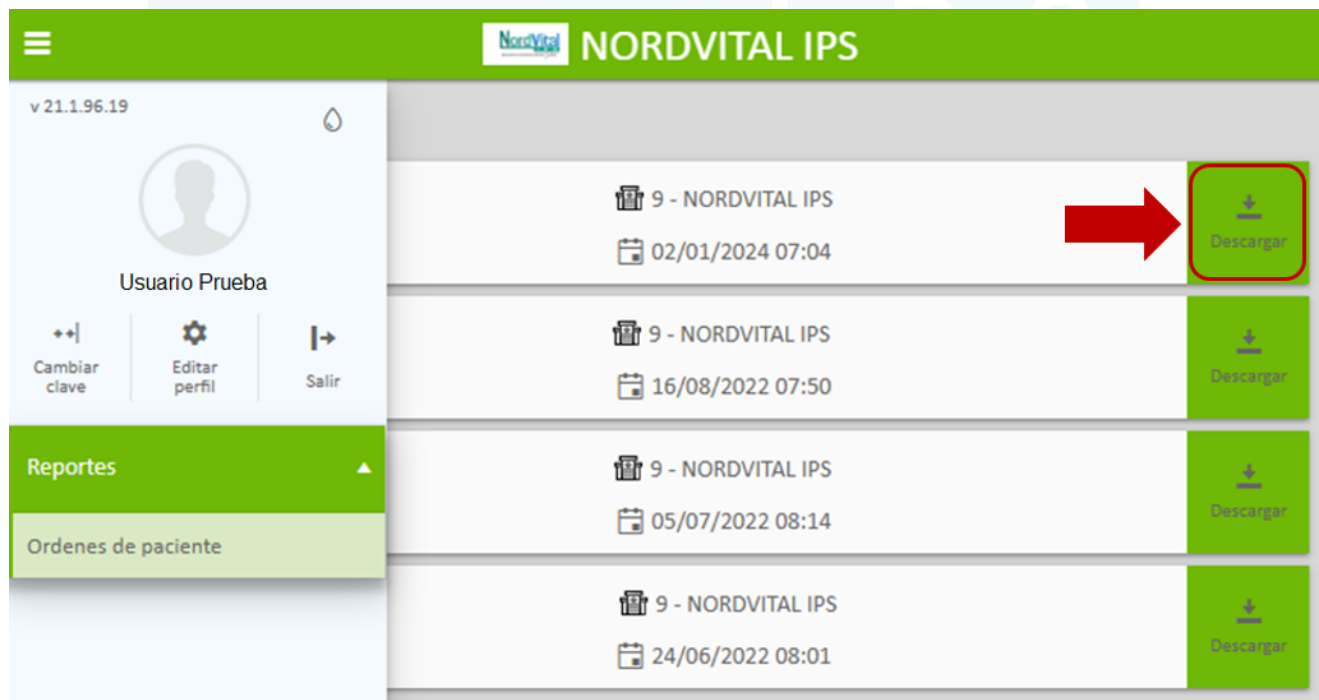 NordVital NORDVITAL IPS
v 21.1.96.19
Usuario Prueba
Cambiar clave
Editar perfil
Salir
Reportes
Ordenes de paciente
9 - NORDVITAL IPS
02/01/2024 07:04
Descargar
9 - NORDVITAL IPS
16/08/2022 07:50
Descargar
9 - NORDVITAL IPS
05/07/2022 08:14
Descargar
9 - NORDVITAL IPS
24/06/2022 08:01
Descargar